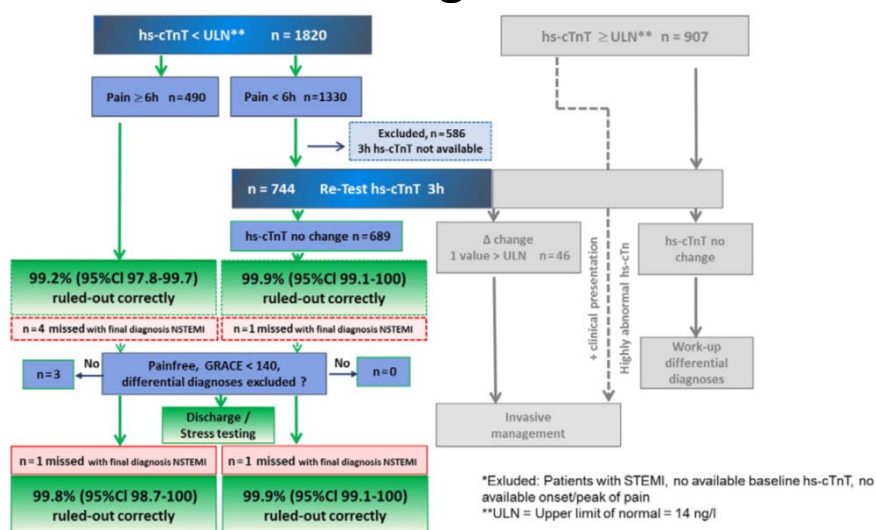 hs-cTnT < ULN** n = 1820
hs-cTnT ≥ ULN** n = 907
Pain ≥ 6h n=490
Pain < 6h n=1330
Excluded, n = 586
3h hs-cTnT not available
n = 744 Re-Test hs-cTnT 3h
hs-cTnT no change n=689
Δ change
1 value > ULN n=46
+ clinical presentation
Highly abnormal hs-cTn
hs-cTnT no
change
99.2% (95%CI 97.8-99.7)
ruled-out correctly
99.9% (95%CI 99.1-100)
ruled-out correctly
n=4 missed with final diagnosis NSTEMI
n=1 missed with final diagnosis NSTEMI
No
No
n=3
Painfree, GRACE < 140,
differential diagnoses excluded ?
n=0
Work-up
differential
diagnoses
Discharge /
Stress testing
Invasive
management
n=1 missed with final diagnosis NSTEMI
n=1 missed with final diagnosis NSTEMI
99.8% (95%CI 98.7-100)
ruled-out correctly
99.9% (95%CI 99.1-100)
ruled-out correctly
*Exluded: Patients with STEMI, no available baseline hs-cTnT, no
available onset/peak of pain
**ULN = Upper limit of normal = 14 ng/l